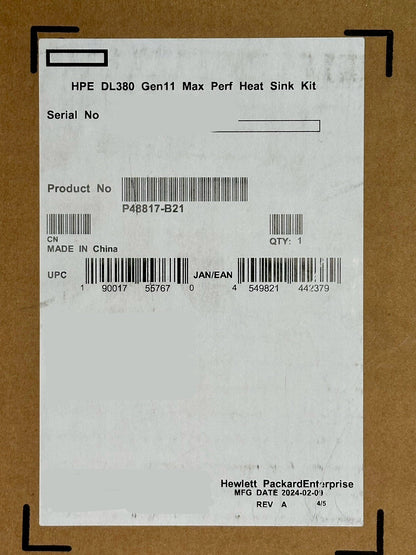 HPE DL380 Gen11 Max Perf Heat Sink Kit
Serial No
Product No
P48817-B21
CN
QTY: 1
MADE IN China
UPC
JAN/EAN
1 90017 55767 0
4 549821 442379
Hewlett PackardEnterprise
MFG DATE 2024-02-09
REV A 4/5